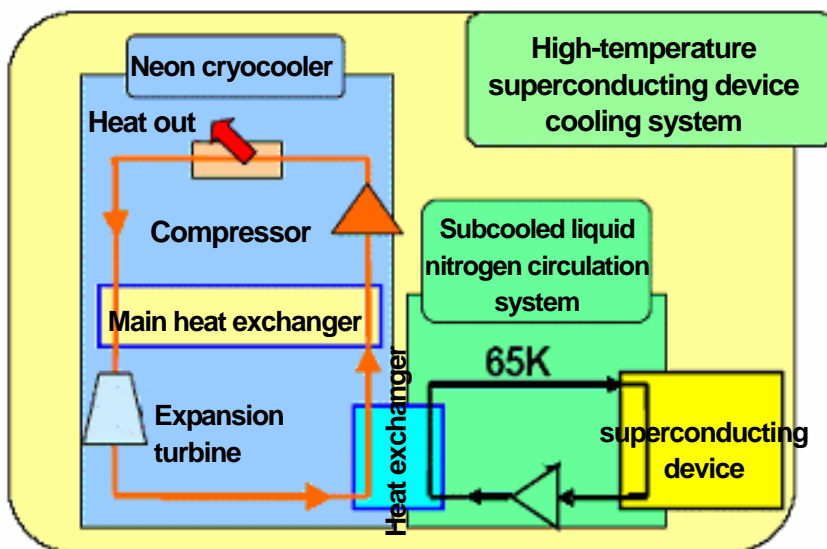 Neon cryocooler
High-temperature
superconducting device
cooling system
Heat out
Compressor
Subcooled liquid
nitrogen circulation
system
Main heat exchanger
65K
Expansion
turbine
Heat exchanger
superconducting
device